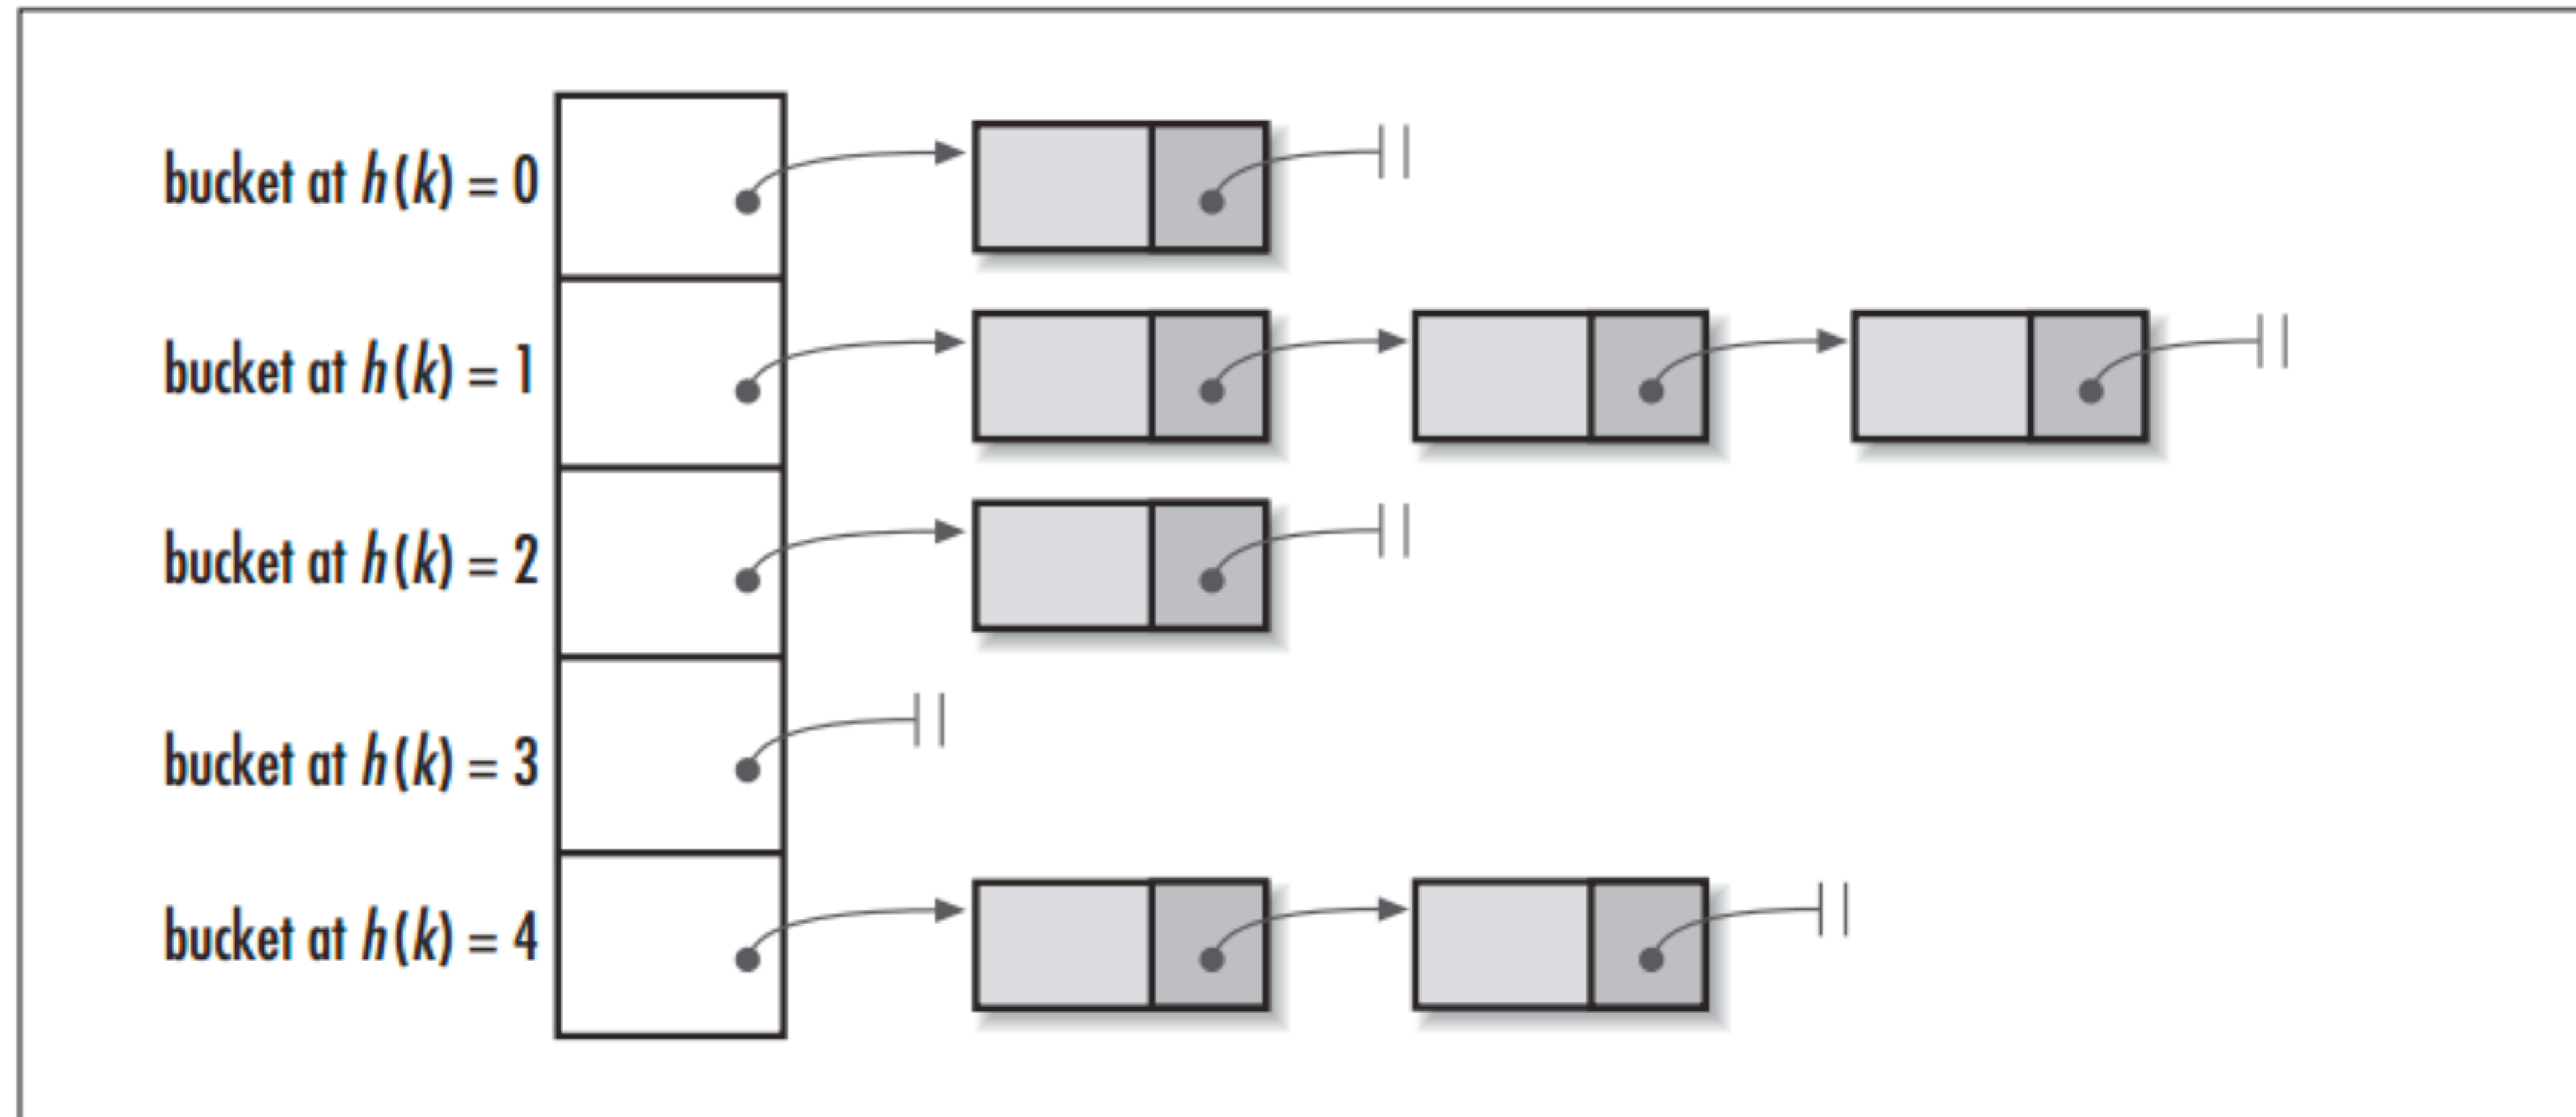 bucket at h(k) = 0
bucket at h(k) = 1
bucket at h(k) = 2
bucket at h(k) = 3
bucket at h(k) = 4